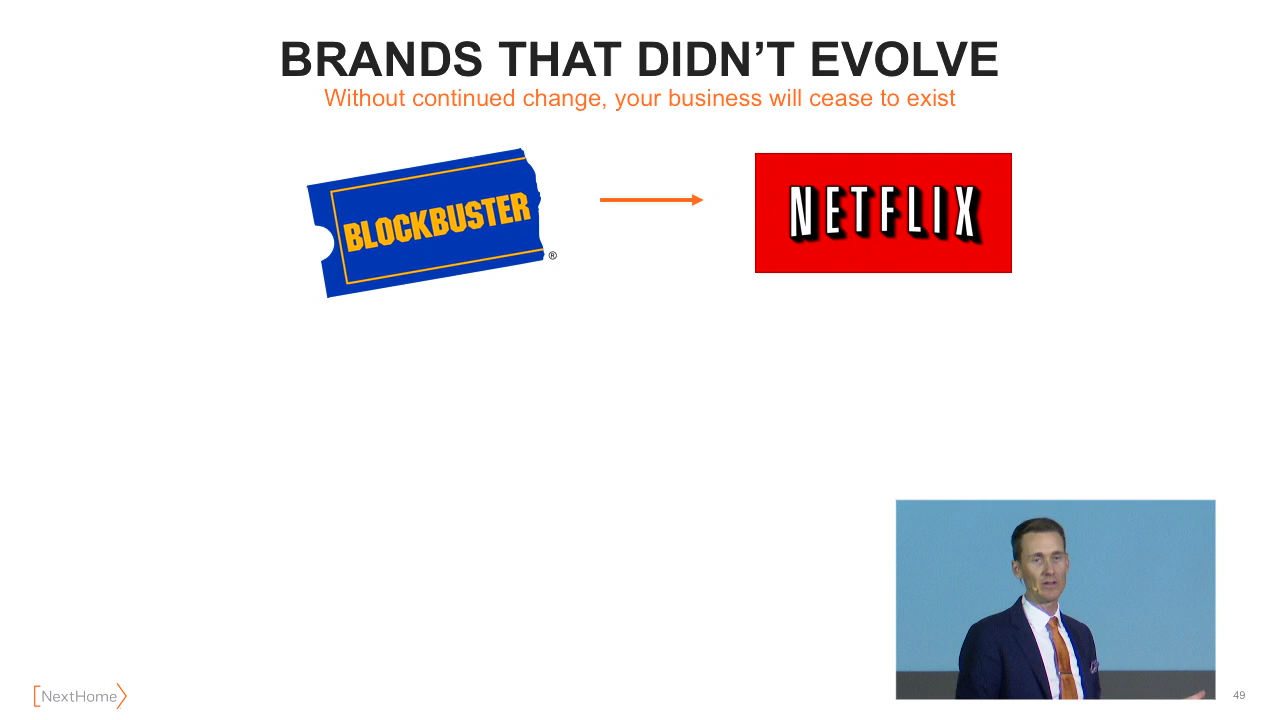 BRANDS THAT DIDN’T EVOLVE
Without continued change, your business will cease to exist
BLOCKBUSTER
®
NETFLIX
NextHome
49